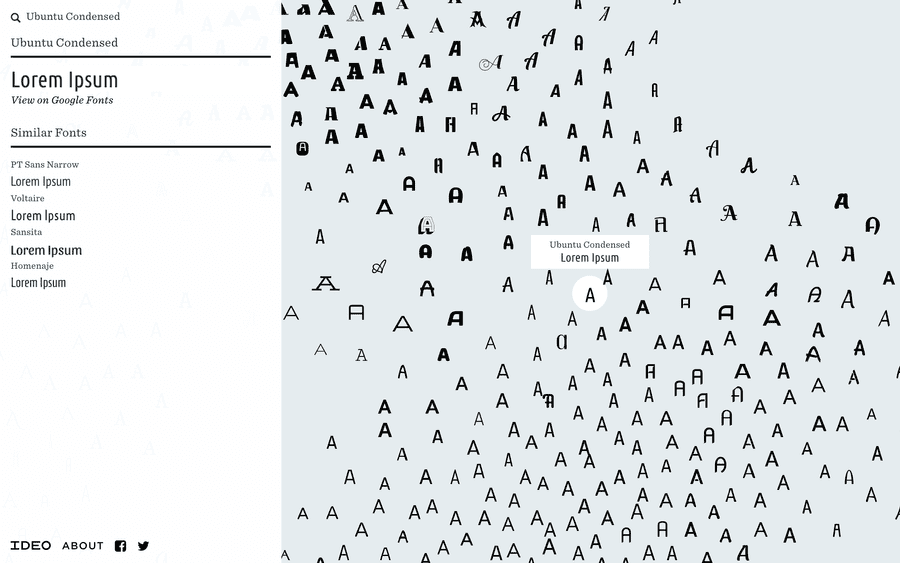 Ubuntu Condensed
Ubuntu Condensed
Lorem Ipsum
View on Google Fonts
Similar Fonts
PT Sans Narrow
Lorem Ipsum
Voltaire
Lorem Ipsum
Sansita
Lorem Ipsum
Homenaje
Lorem Ipsum
IDEO ABOUT
Ubuntu Condensed
Lorem Ipsum
A